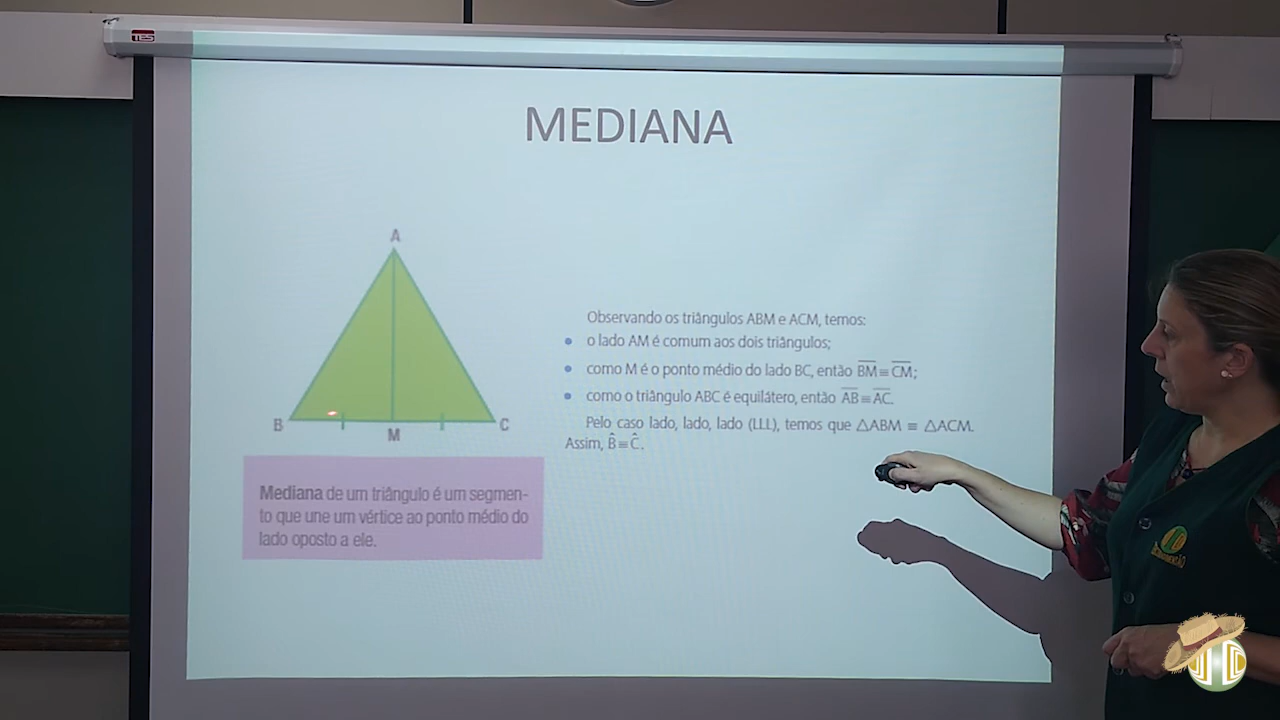 TES
MEDIANA
A
B
M
C
Observando os triângulos ABM e ACM, temos:
• o lado AM é comum aos dois triângulos;
• como M é o ponto médio do lado BC, então B̅M̅ ≡ C̅M̅;
• como o triângulo ABC é equilátero, então A̅B̅ ≡ A̅C̅.
Pelo caso lado, lado, lado (LLL), temos que △ABM ≡ △ACM.
Assim, B̂ ≡ Ĉ.
Mediana de um triângulo é um segmen-
to que une um vértice ao ponto médio do
lado oposto a ele.